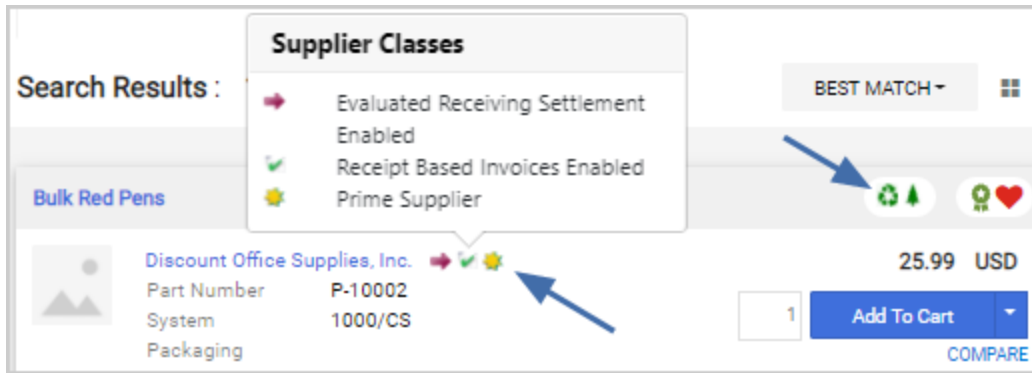 Supplier Classes
Search Results :
BEST MATCH
Evaluated Receiving Settlement
Enabled
Receipt Based Invoices Enabled
Prime Supplier
Bulk Red Pens
Discount Office Supplies, Inc.
25.99 USD
Part Number P-10002
System 1000/CS
1 Add To Cart
Packaging
COMPARE